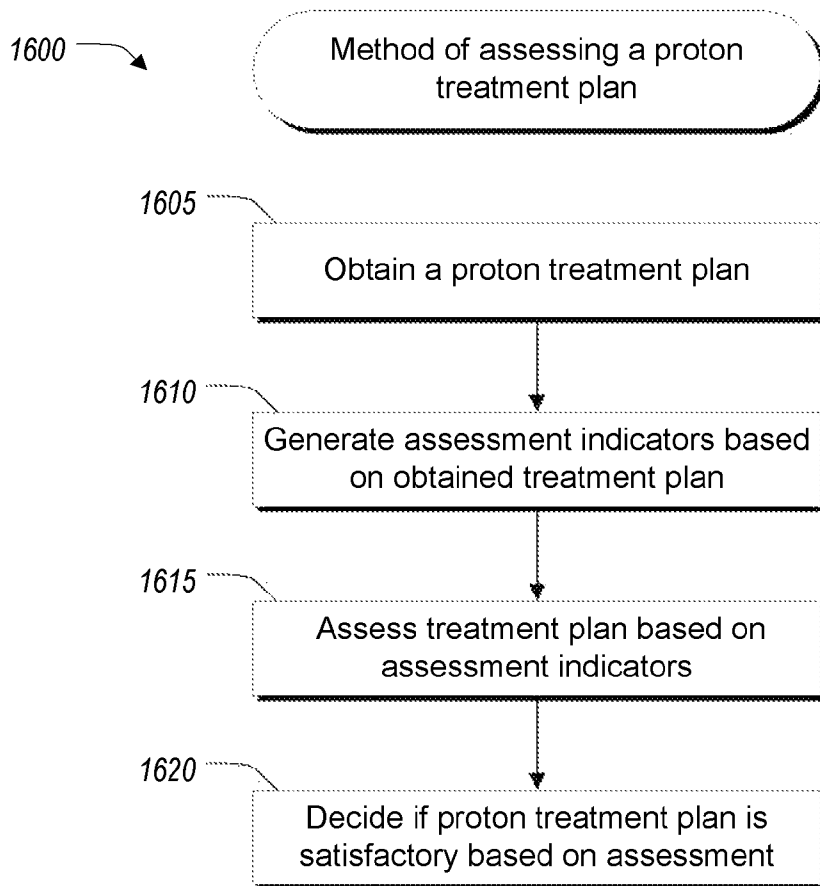 1600
Method of assessing a proton
treatment plan
1605
Obtain a proton treatment plan
1610
Generate assessment indicators based
on obtained treatment plan
1615
Assess treatment plan based on
assessment indicators
1620
Decide if proton treatment plan is
satisfactory based on assessment